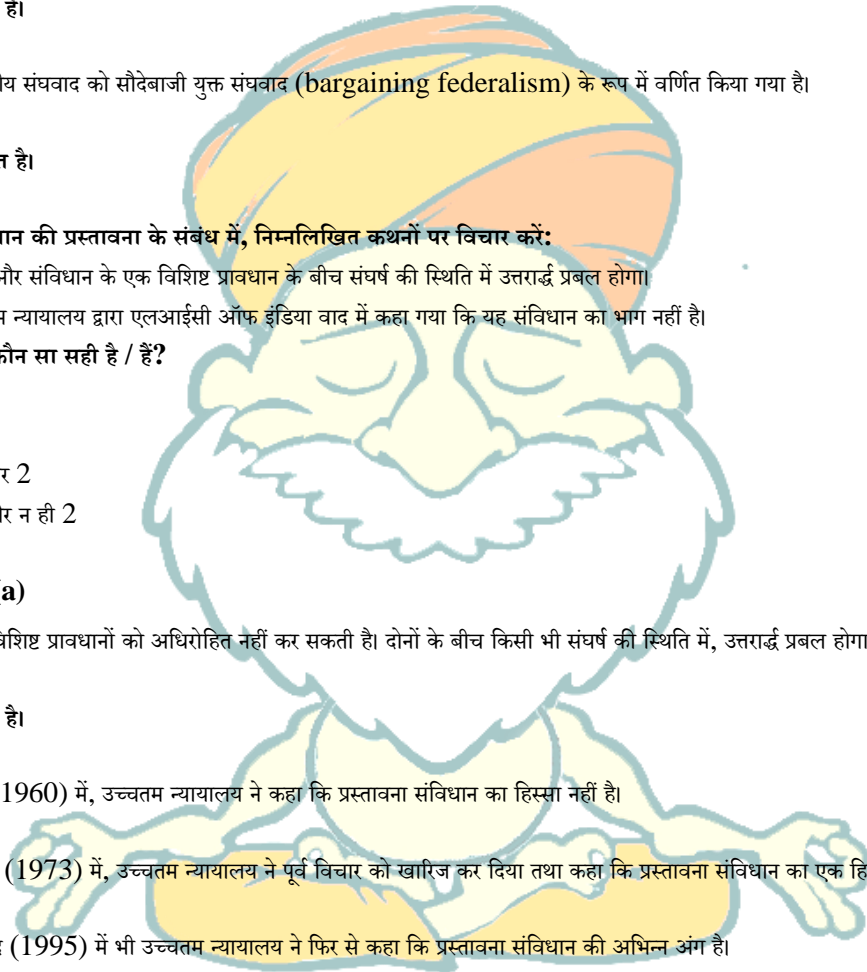 है।
य संघवाद को सौदेबाजी युक्त संघवाद (bargaining federalism) के रूप में वर्णित किया गया है।
त है।
ान की प्रस्तावना के संबंध में, निम्नलिखित कथनों पर विचार करें:
और संविधान के एक विशिष्ट प्रावधान के बीच संघर्ष की स्थिति में उत्तरार्द्ध प्रबल होगा।
म न्यायालय द्वारा एलआईसी ऑफ इंडिया वाद में कहा गया कि यह संविधान का भाग नहीं है।
कौन सा सही है / हैं?
र 2
र न ही 2
a)
विशिष्ट प्रावधानों को अधिरोहित नहीं कर सकती है। दोनों के बीच किसी भी संघर्ष की स्थिति में, उत्तरार्द्ध प्रबल होगा
है।
1960) में, उच्चतम न्यायालय ने कहा कि प्रस्तावना संविधान का हिस्सा नहीं है।
(1973) में, उच्चतम न्यायालय ने पूर्व विचार को खारिज कर दिया तथा कहा कि प्रस्तावना संविधान का एक हि
(1995) में भी उच्चतम न्यायालय ने फिर से कहा कि प्रस्तावना संविधान की अभिन्न अंग है।